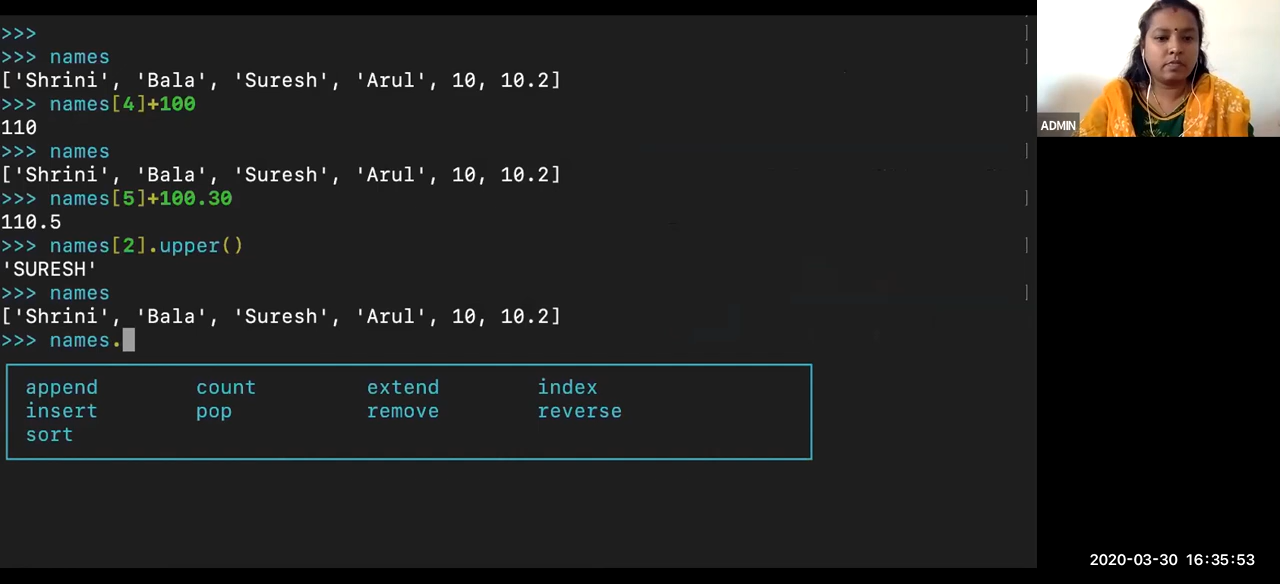 >>>
>>> names
['Shrini', 'Bala', 'Suresh', 'Arul', 10, 10.2]
>>> names[4]+100
110
>>> names
['Shrini', 'Bala', 'Suresh', 'Arul', 10, 10.2]
>>> names[5]+100.30
110.5
>>> names[2].upper()
'SURESH'
>>> names
['Shrini', 'Bala', 'Suresh', 'Arul', 10, 10.2]
>>> names.
append count extend index
insert pop remove reverse
sort
ADMIN
2020-03-30 16:35:53